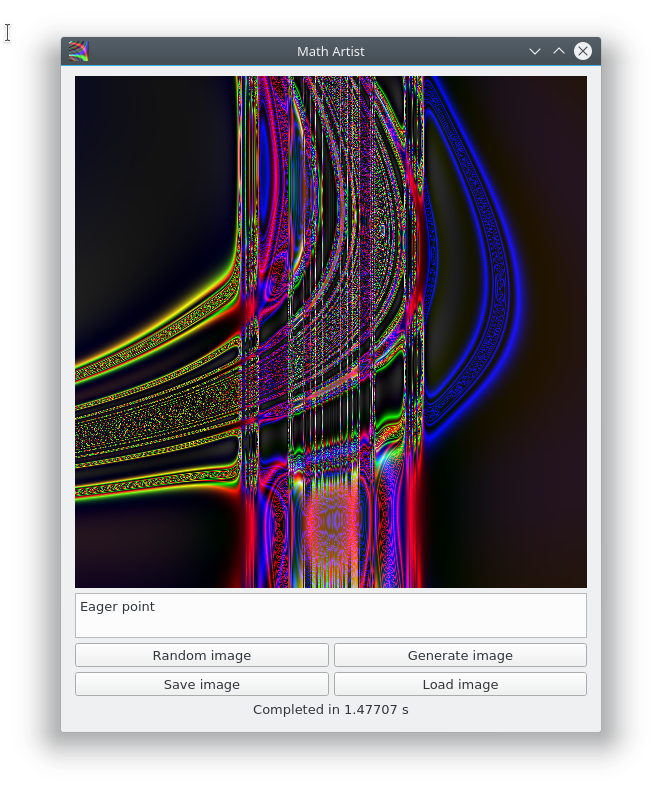 Math Artist
Eager point
Random image
Generate image
Save image
Load image
Completed in 1.47707 s